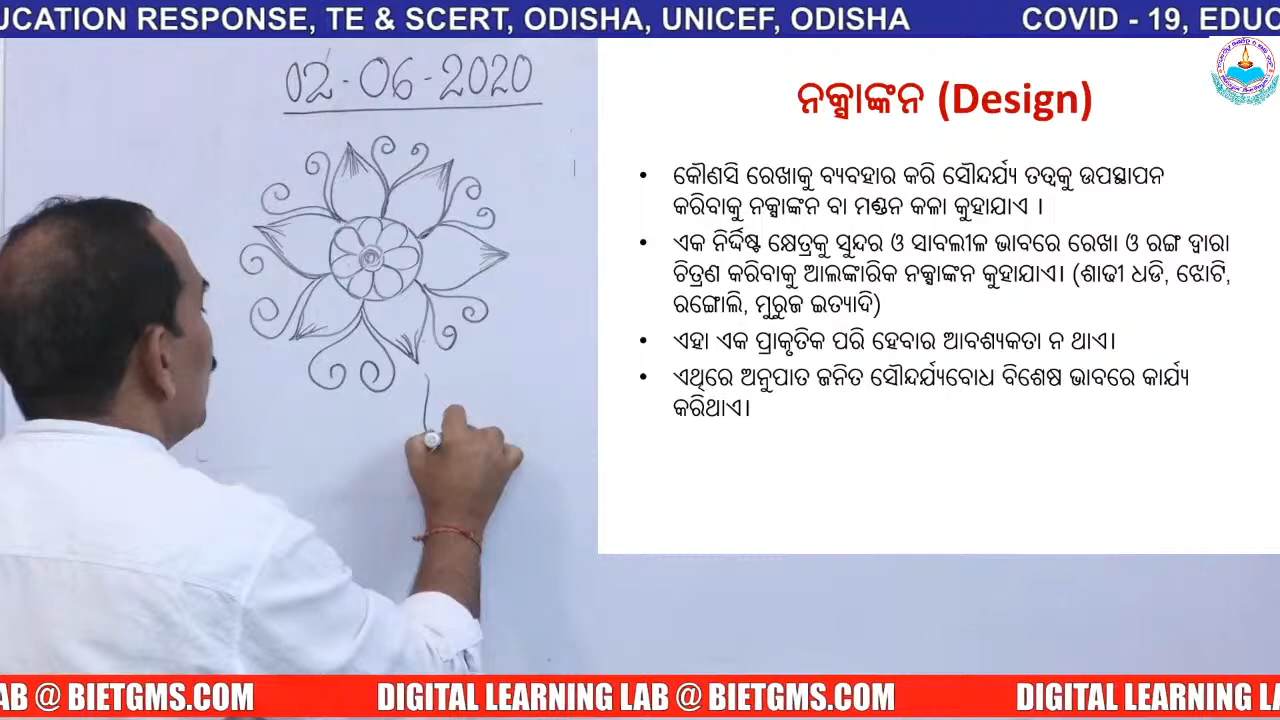 UCATION RESPONSE, TE & SCERT, ODISHA, UNICEF, ODISHA COVID - 19, EDUC
02-06-2020
ନକ୍ସାଙ୍କନ (Design)
• କୌଣସି ରେଖାକୁ ବ୍ୟବହାର କରି ସୌନ୍ଦର୍ଯ୍ୟ ତତ୍ତ୍ୱକୁ ଉପସ୍ଥାପନ
କରିବାକୁ ନକ୍ସାଙ୍କନ ବା ମଣ୍ଡନ କଳା କୁହାଯାଏ ।
• ଏକ ନିର୍ଦ୍ଦିଷ୍ଟ କ୍ଷେତ୍ରକୁ ସୁନ୍ଦର ଓ ସାବଲୀଳ ଭାବରେ ରେଖା ଓ ରଙ୍ଗ ଦ୍ୱାରା
ଚିତ୍ରଣ କରିବାକୁ ଆଲଙ୍କାରିକ ନକ୍ସାଙ୍କନ କୁହାଯାଏ। (ଶାଢୀ ଧଡି, ଝୋଟି,
ରଙ୍ଗୋଲି, ମୁରୁଜ ଇତ୍ୟାଦି)
• ଏହା ଏକ ପ୍ରାକୃତିକ ପରି ହେବାର ଆବଶ୍ୟକତା ନ ଥାଏ।
• ଏଥିରେ ଅନୁପାତ ଜନିତ ସୌନ୍ଦର୍ଯ୍ୟବୋଧ ବିଶେଷ ଭାବରେ କାର୍ଯ୍ୟ
କରିଥାଏ।
AB @ BIETGMS.COM DIGITAL LEARNING LAB @ BIETGMS.COM DIGITAL LEARNING L